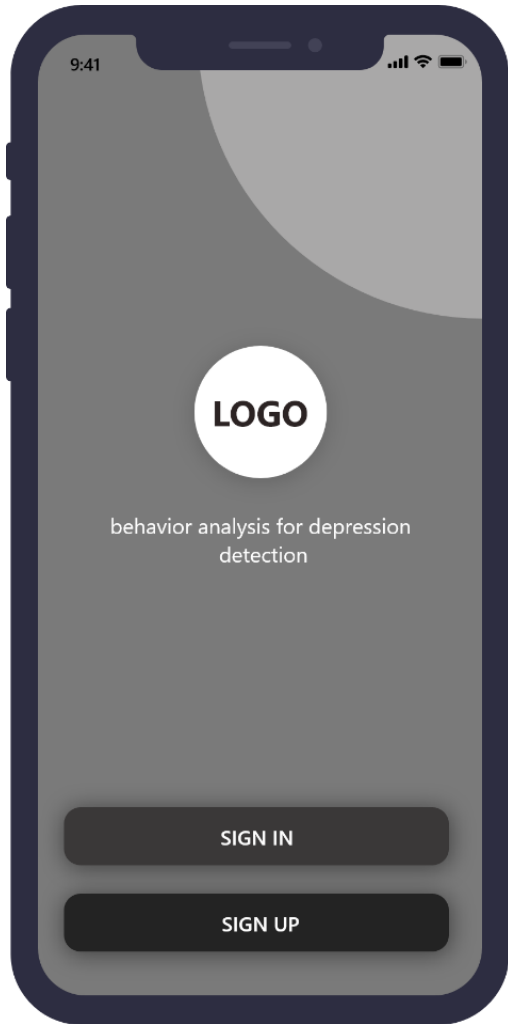 9:41
LOGO
behavior analysis for depression
detection
SIGN IN
SIGN UP